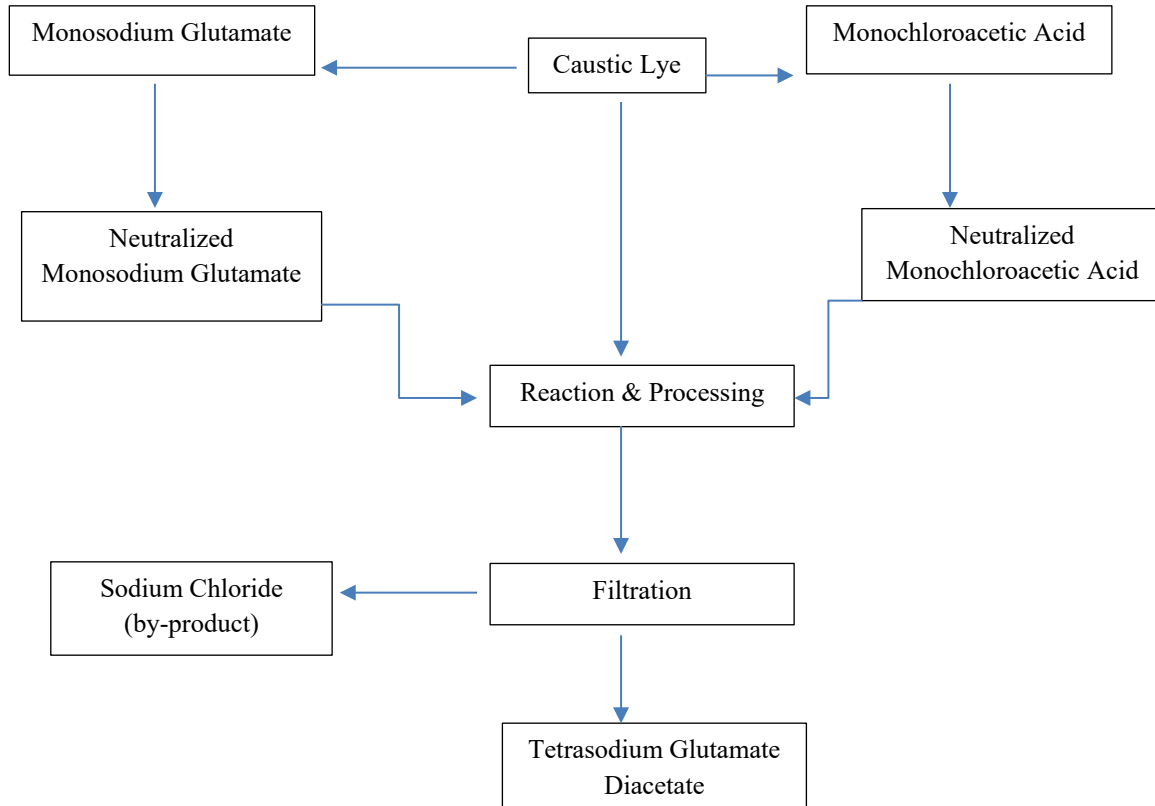 Monosodium Glutamate
Caustic Lye
Monochloroacetic Acid
Neutralized
Monosodium Glutamate
Neutralized
Monochloroacetic Acid
Reaction & Processing
Sodium Chloride
(by-product)
Filtration
Tetrasodium Glutamate
Diacetate